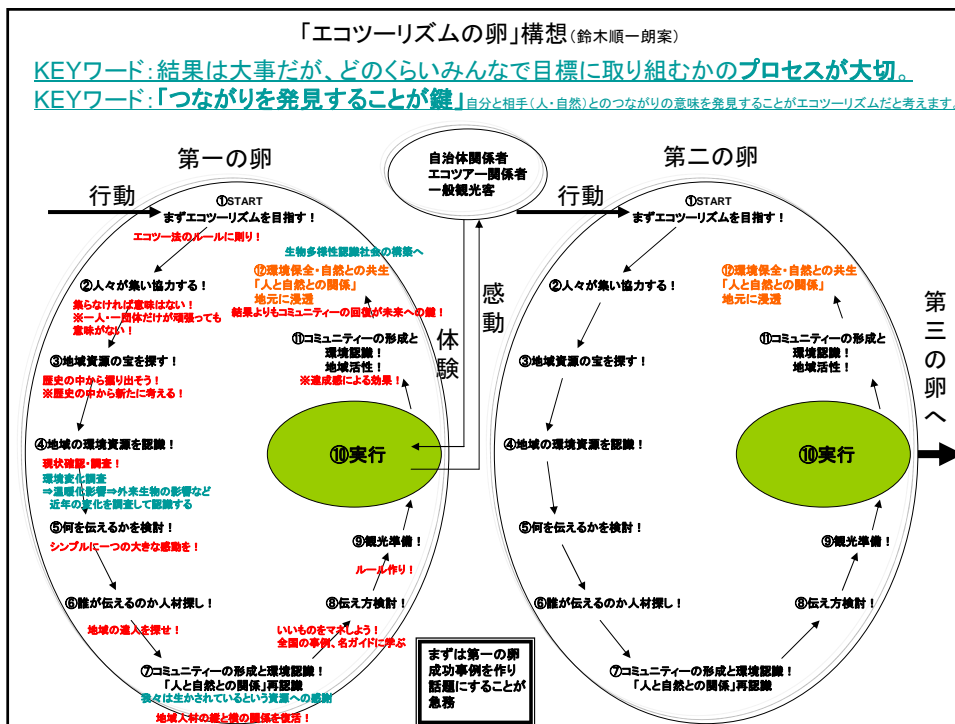 「エコツーリズムの卵」構想（鈴木順一朗案）
KEYワード：結果は大事だが、どのくらいみんなで目標に取り組むかのプロセスが大切。
KEYワード：「つながりを発見することが鍵」自分と相手（人・自然）とのつながりの意味を発見することがエコツーリズムだと考えます。
第一の卵
行動
①START
まずエコツーリズムを目指す！
エコツー法のルールに則り！
②人々が集い協力する！
集らなければ意味はない！
※一人・一団体だけが頑張っても
意味がない！
③地域資源の宝を探す！
歴史の中から掘り出そう！
※歴史の中から新たに考える！
④地域の環境資源を認識！
現状確認・調査！
環境変化調査
⇒温暖化影響⇒外来生物の影響など
近年の変化を調査して認識する
⑤何を伝えるかを検討！
シンプルに一つの大きな感動を！
⑥誰が伝えるのか人材探し！
地域の達人を探せ！
⑦コミュニティーの形成と環境認識！
「人と自然との関係」再認識
我々は生かされているという資源への感謝
地域人材の縦と横の関係を復活！
⑧伝え方検討！
いいものをマネしよう！
全国の事例、名ガイドに学ぶ
⑨観光準備！
ルール作り！
⑩実行
⑪コミュニティーの形成と
環境認識！
地域活性！
※達成感による効果！
生物多様性認識社会の構築へ
⑫環境保全・自然との共生
「人と自然との関係」
地元に浸透
結果よりもコミュニティーの回復が未来への鍵！
自治体関係者
エコツアー関係者
一般観光客
体験
感動
まずは第一の卵
成功事例を作り
話題にすることが
急務
第二の卵
行動
①START
まずエコツーリズムを目指す！
②人々が集い協力する！
③地域資源の宝を探す！
④地域の環境資源を認識！
⑤何を伝えるかを検討！
⑥誰が伝えるのか人材探し！
⑦コミュニティーの形成と環境認識！
「人と自然との関係」再認識
⑧伝え方検討！
⑨観光準備！
⑩実行
⑪コミュニティーの形成と
環境認識！
地域活性！
⑫環境保全・自然との共生
「人と自然との関係」
地元に浸透
第三の卵へ